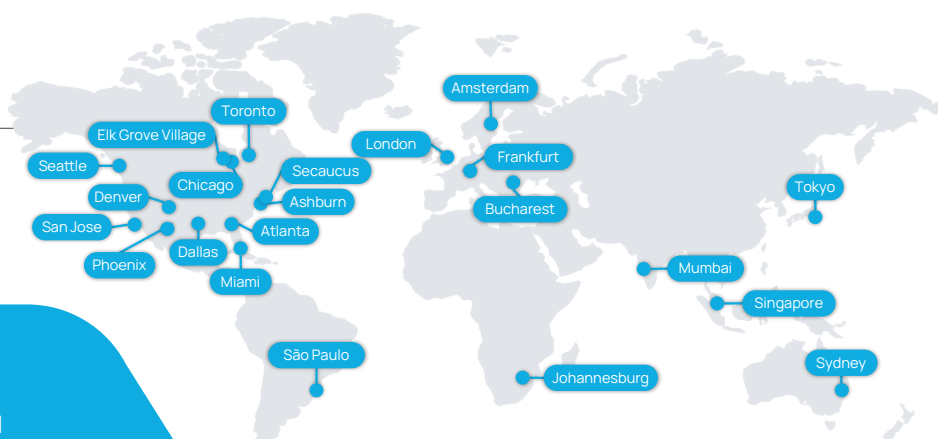 Amsterdam
Toronto
Elk Grove Village
London
Frankfurt
Seattle
Secaucus
Chicago
Tokyo
Denver
Ashburn
Bucharest
San Jose
Atlanta
Dallas
Phoenix
Mumbai
Miami
Singapore
São Paulo
Sydney
Johannesburg